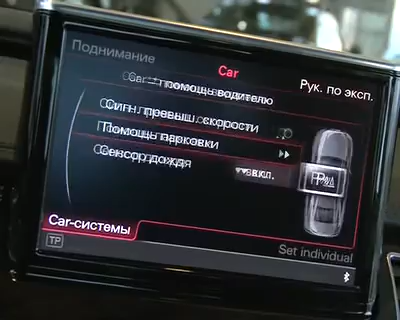 Поднимание
Car
Рук. по эксп.
Car — помощь водителю
Сигн. превыш. скорости
Помощь парковки
Сенсор дождя
вкл.
Car-системы
Set individual
TP